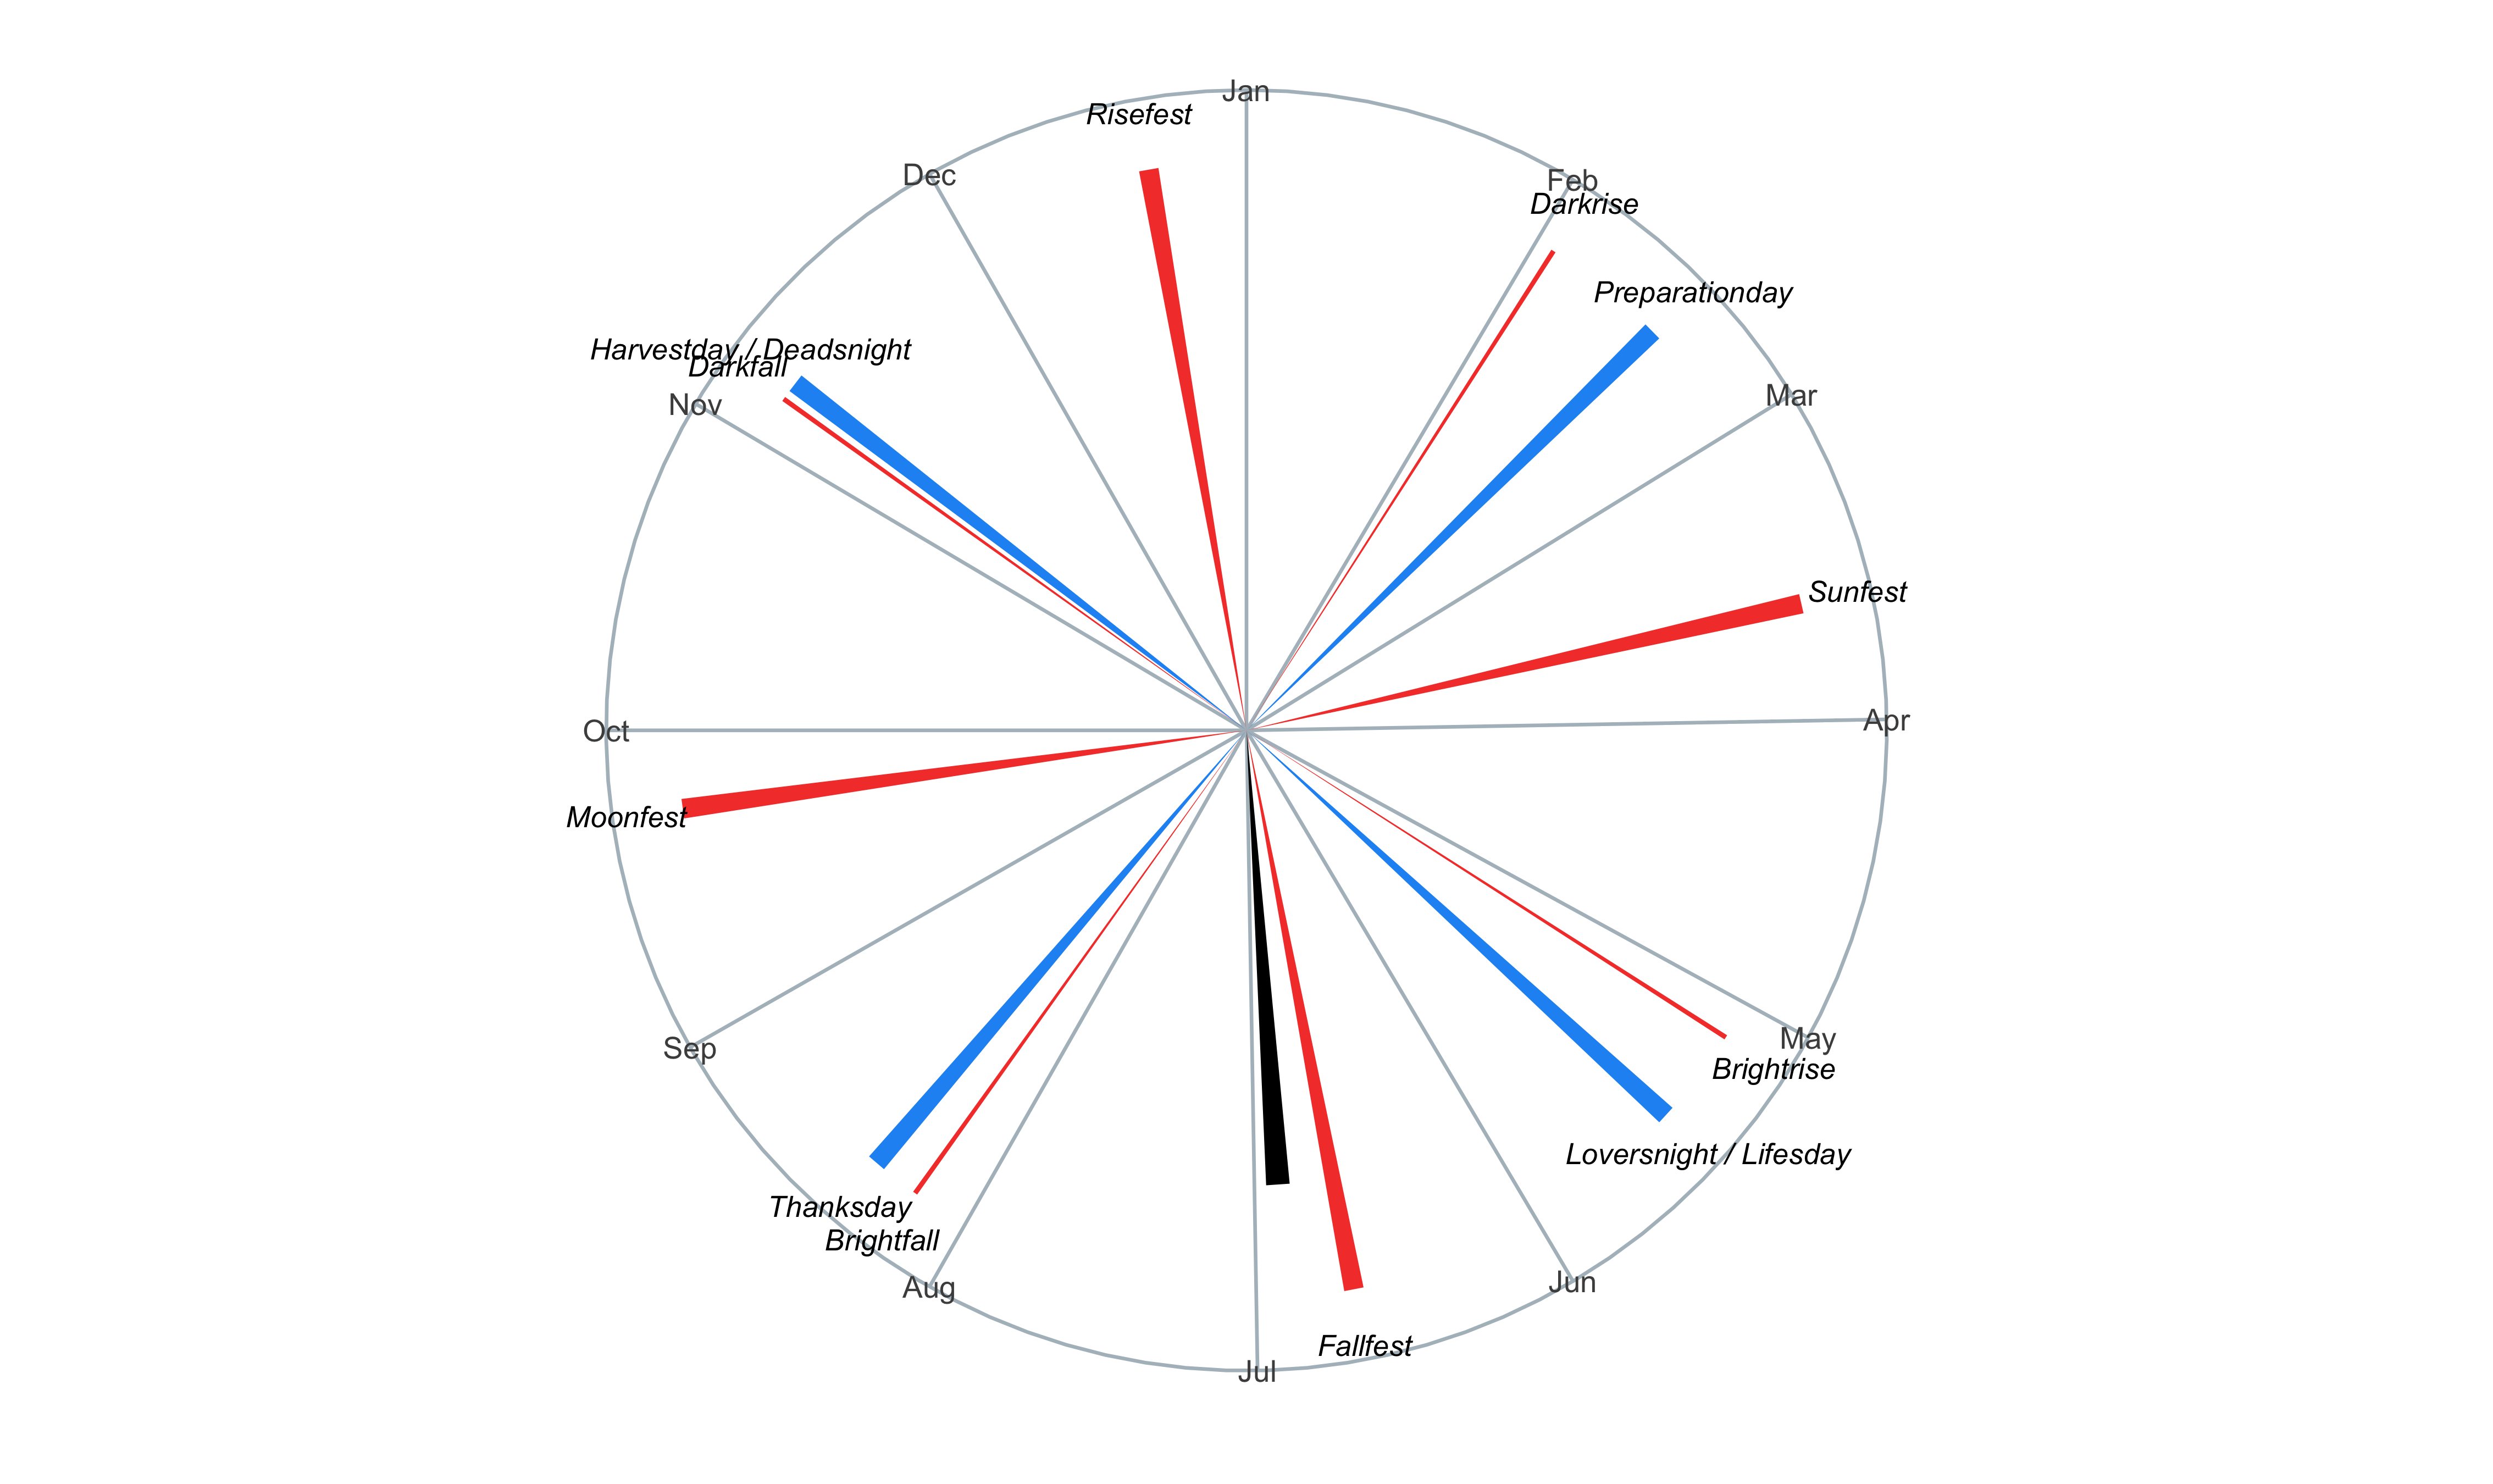 Jan
Risefest
Dec
Feb
Darkrise
Preparationday
Harvestday / Deadsnight
Darkfall
Nov
Mar
Sunfest
Oct
Apr
Moonfest
Sep
May
Brightrise
Loversnight / Lifesday
Thanksday
Brightfall
Aug
Jun
Fallfest
Jul